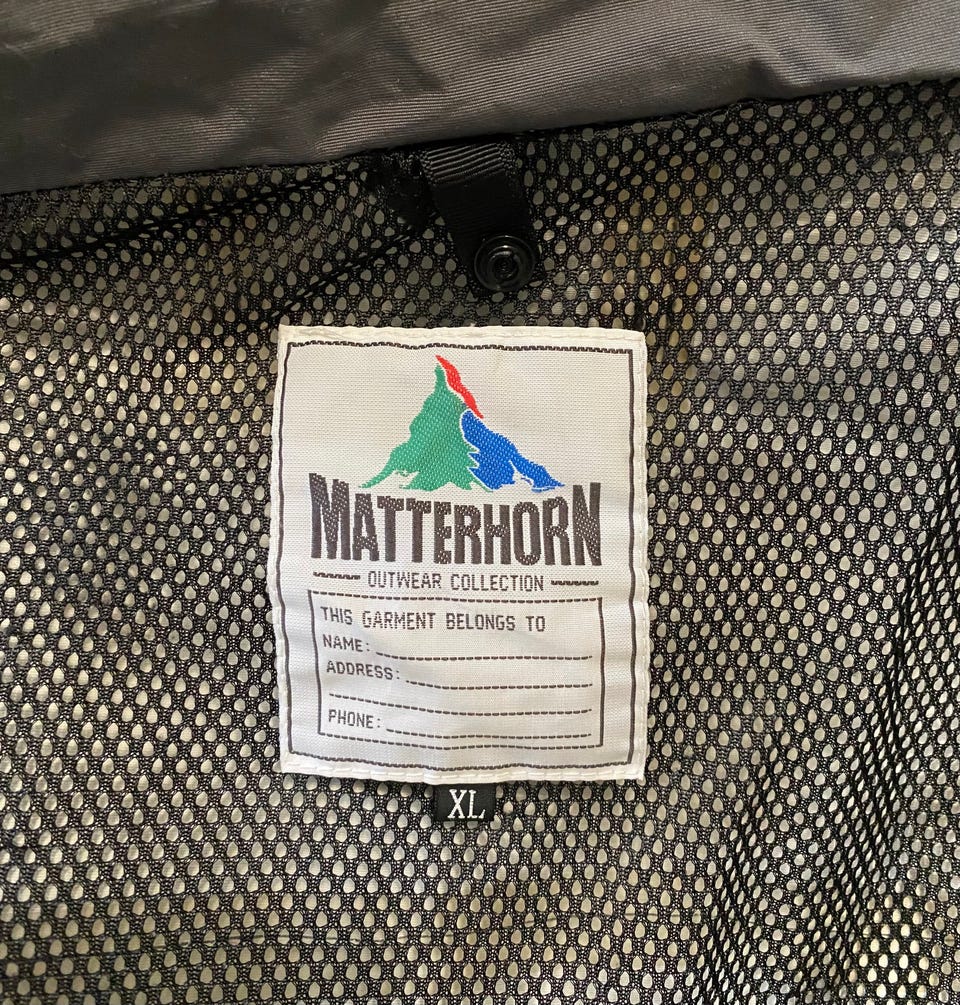 MATTERHORN
OUTWEAR COLLECTION
THIS GARMENT BELONGS TO
NAME:
ADDRESS:
PHONE:
XL